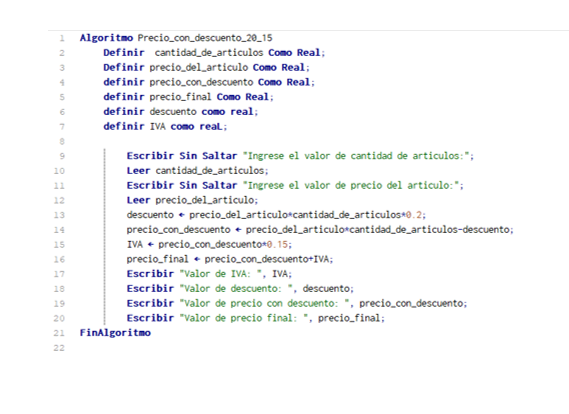 1 Algoritmo Precio_con_descuento_20_15
2 Definir cantidad_de_articulos Como Real;
3 Definir precio_del_articulo Como Real;
4 definir precio_con_descuento Como Real;
5 definir precio_final Como Real;
6 definir descuento como real;
7 definir IVA como reaL;
8
9 Escribir Sin Saltar "Ingrese el valor de cantidad de articulos:";
10 Leer cantidad_de_articulos;
11 Escribir Sin Saltar "Ingrese el valor de precio del articulo:";
12 Leer precio_del_articulo;
13 descuento ← precio_del_articulo*cantidad_de_articulos*0.2;
14 precio_con_descuento ← precio_del_articulo*cantidad_de_articulos-descuento;
15 IVA ← precio_con_descuento*0.15;
16 precio_final ← precio_con_descuento+IVA;
17 Escribir "Valor de IVA: ", IVA;
18 Escribir "Valor de descuento: ", descuento;
19 Escribir "Valor de precio con descuento: ", precio_con_descuento;
20 Escribir "Valor de precio final: ", precio_final;
21 FinAlgoritmo
22